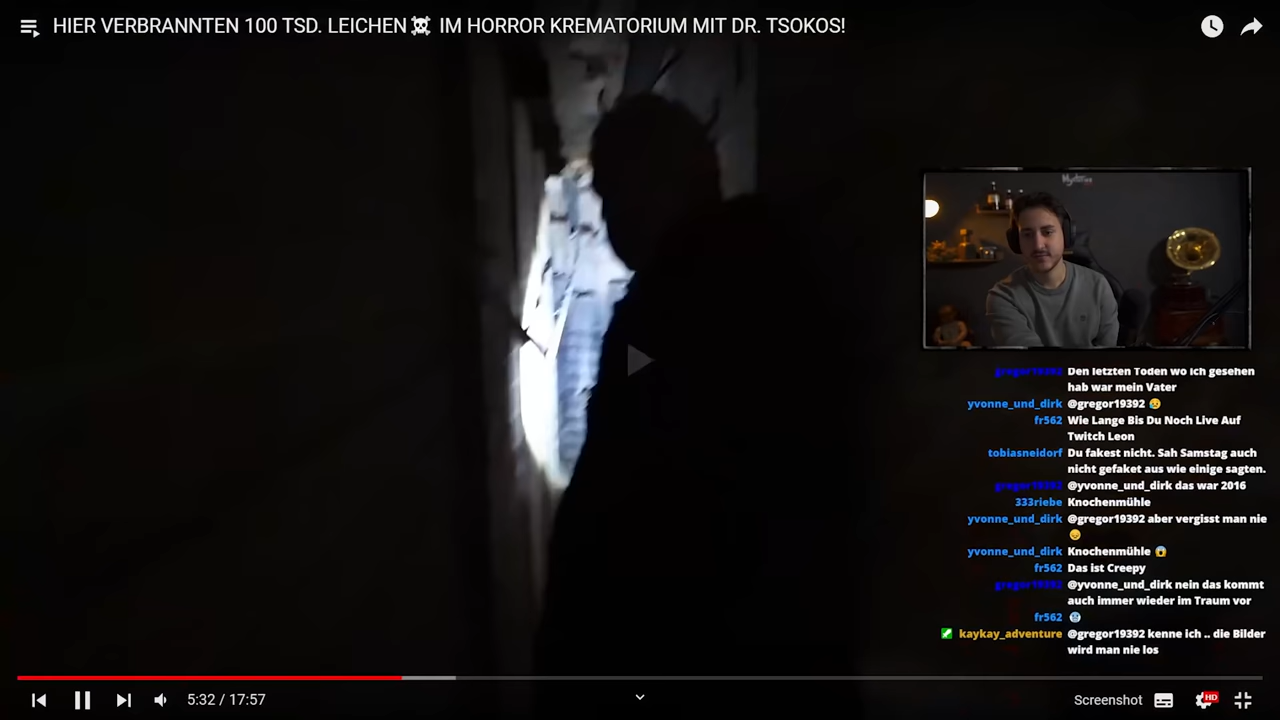 HIER VERBRANNTEN 100 TSD. LEICHEN☠️ IM HORROR KREMATORIUM MIT DR. TSOKOS!
gregor19392 Den letzten Toden wo ich gesehen
hab war mein Vater
yvonne_und_dirk @gregor19392 😥
fr562 Wie Lange Bis Du Noch Live Auf
Twitch Leon
tobiasneidorf Du fakest nicht. Sah Samstag auch
nicht gefaket aus wie einige sagten.
gregor19392 @yvonne_und_dirk das war 2016
333riebe Knochenmühle
yvonne_und_dirk @gregor19392 aber vergisst man nie
😞
yvonne_und_dirk Knochenmühle 😱
fr562 Das ist Creepy
gregor19392 @yvonne_und_dirk nein das kommt
auch immer wieder im Traum vor
fr562 🥶
kaykay_adventure @gregor19392 kenne ich .. die Bilder
wird man nie los
5:32 / 17:57
Screenshot
HD